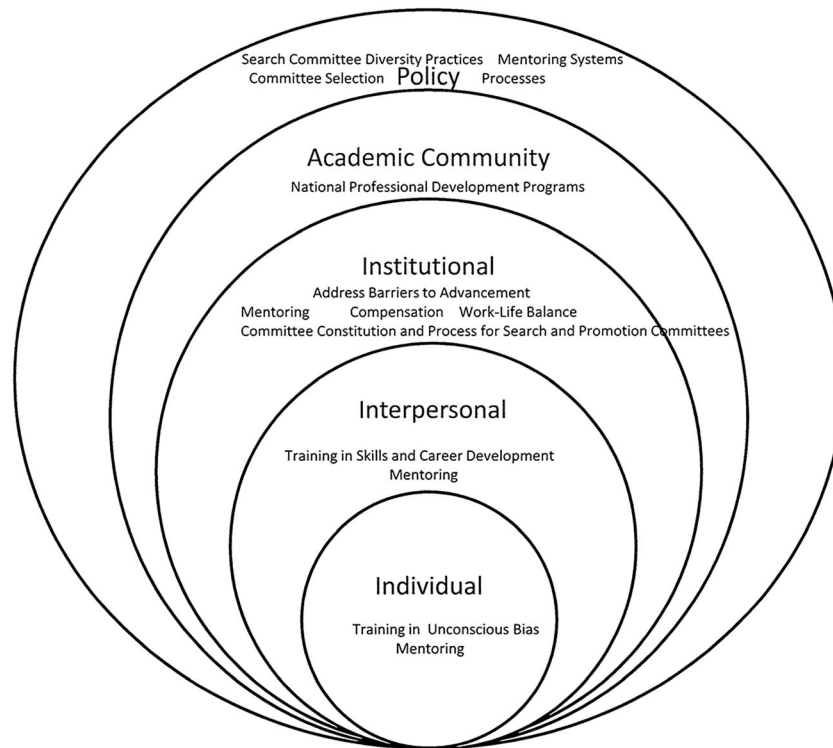 Search Committee Diversity Practices Mentoring Systems
Committee Selection Policy Processes
Academic Community
National Professional Development Programs
Institutional
Address Barriers to Advancement
Mentoring Compensation Work-Life Balance
Committee Constitution and Process for Search and Promotion Committees
Interpersonal
Training in Skills and Career Development
Mentoring
Individual
Training in Unconscious Bias
Mentoring